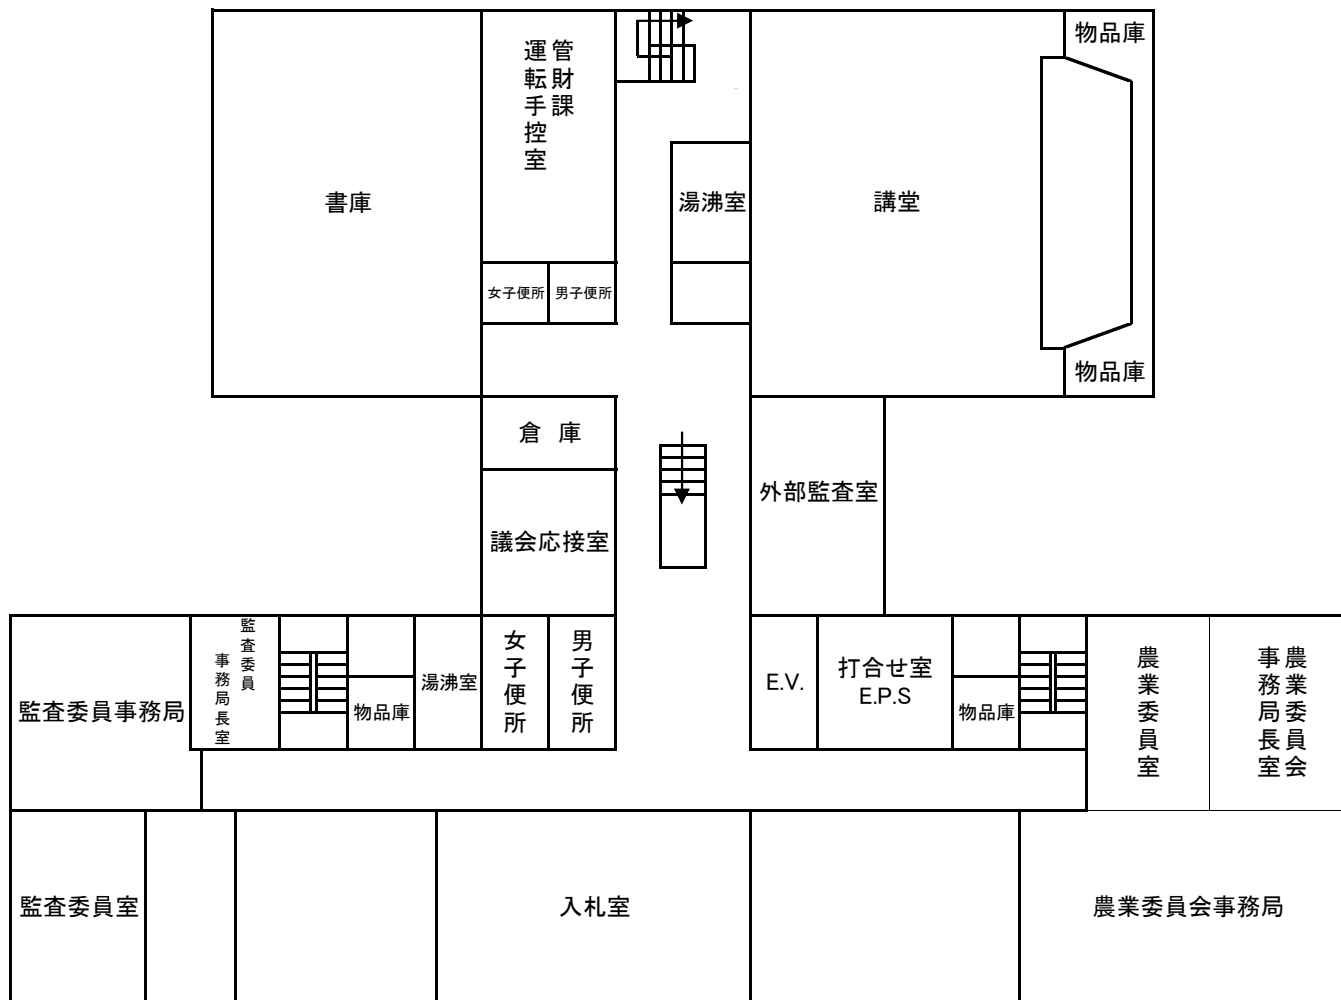 物品庫
管財課
運転手控室
書庫
湯沸室
講堂
女子便所
男子便所
物品庫
倉 庫
外部監査室
議会応接室
監査委員事務局
監査委員
事務局長室
物品庫
湯沸室
女子便所
男子便所
E.V.
打合せ室
E.P.S
物品庫
農業委員室
農業委員会
事務局長室
監査委員室
入札室
農業委員会事務局